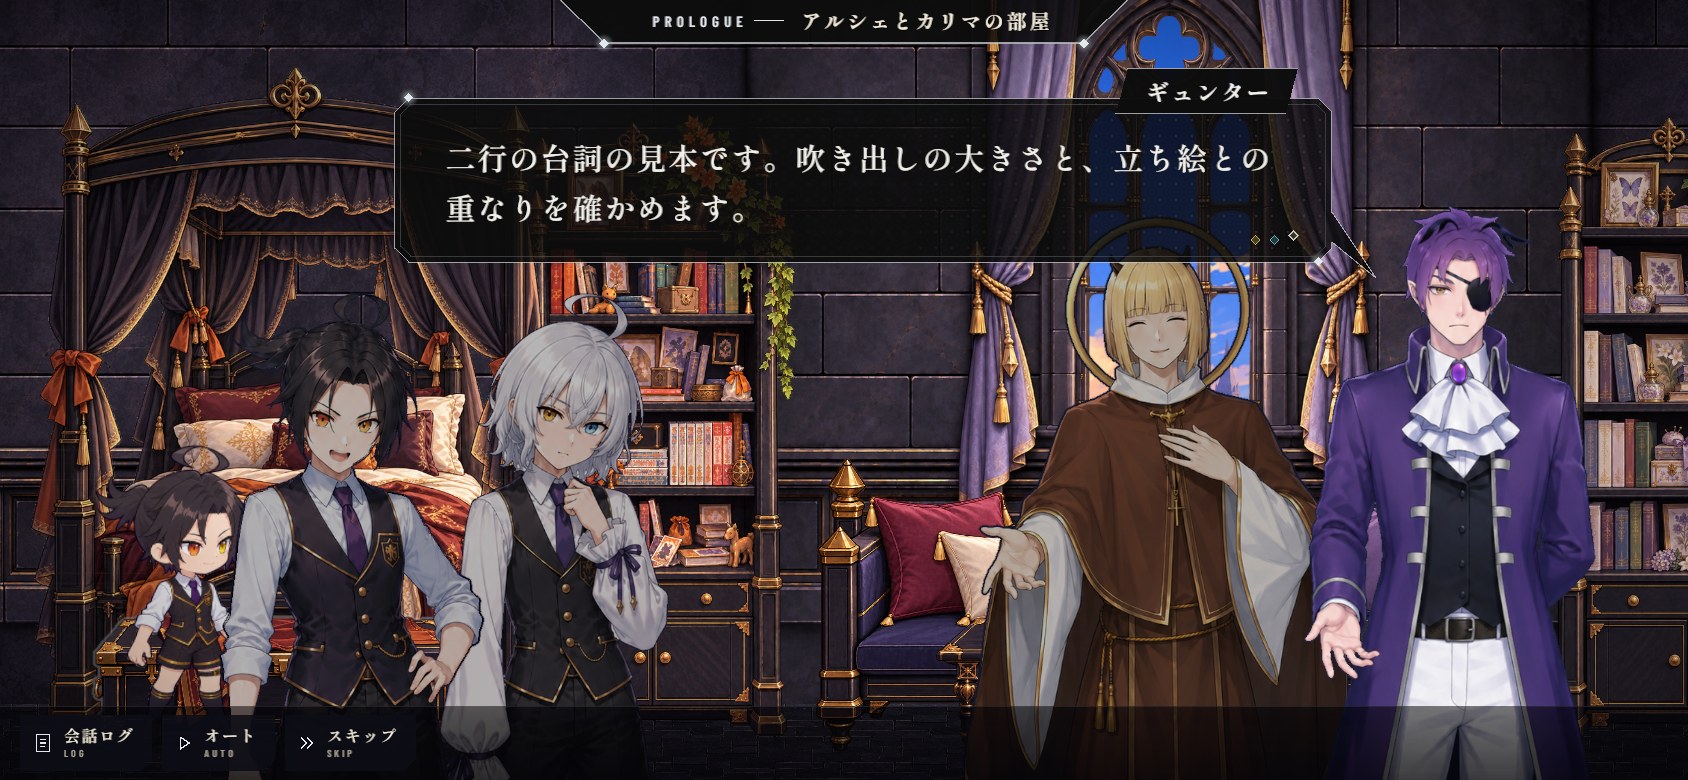 PROLOGUE — アルシェとカリマの部屋
ギュンター
二行の台詞の見本です。吹き出しの大きさと、立ち絵との
重なりを確かめます。
会話ログ
LOG
オート
AUTO
スキップ
SKIP